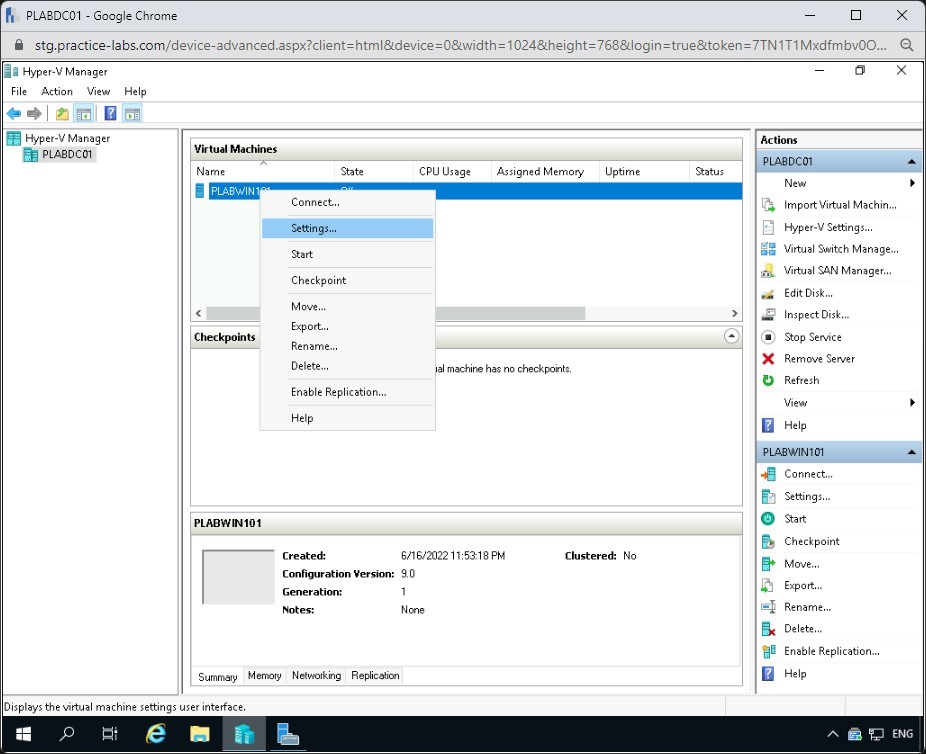 PLABDC01 - Google Chrome
stg.practice-labs.com/device-advanced.aspx?client=html&device=0&width=1024&height=768&login=true&token=7TN1T1Mxdfmbv0O...
Hyper-V Manager
File Action View Help
Hyper-V Manager
PLABDC01
Virtual Machines
Name State CPU Usage Assigned Memory Uptime Status
PLABWIN101 Off
Connect...
Settings...
Start
Checkpoint
Move...
Export...
Rename...
Delete...
Enable Replication...
Help
Checkpoints
al machine has no checkpoints.
PLABWIN101
Created: 6/16/2022 11:53:18 PM Clustered: No
Configuration Version: 9.0
Generation: 1
Notes: None
Summary Memory Networking Replication
Actions
PLABDC01
New
Import Virtual Machin...
Hyper-V Settings...
Virtual Switch Manage...
Virtual SAN Manager...
Edit Disk...
Inspect Disk...
Stop Service
Remove Server
Refresh
View
Help
PLABWIN101
Connect...
Settings...
Start
Checkpoint
Move...
Export...
Rename...
Delete...
Enable Replication...
Help
Displays the virtual machine settings user interface.
ENG